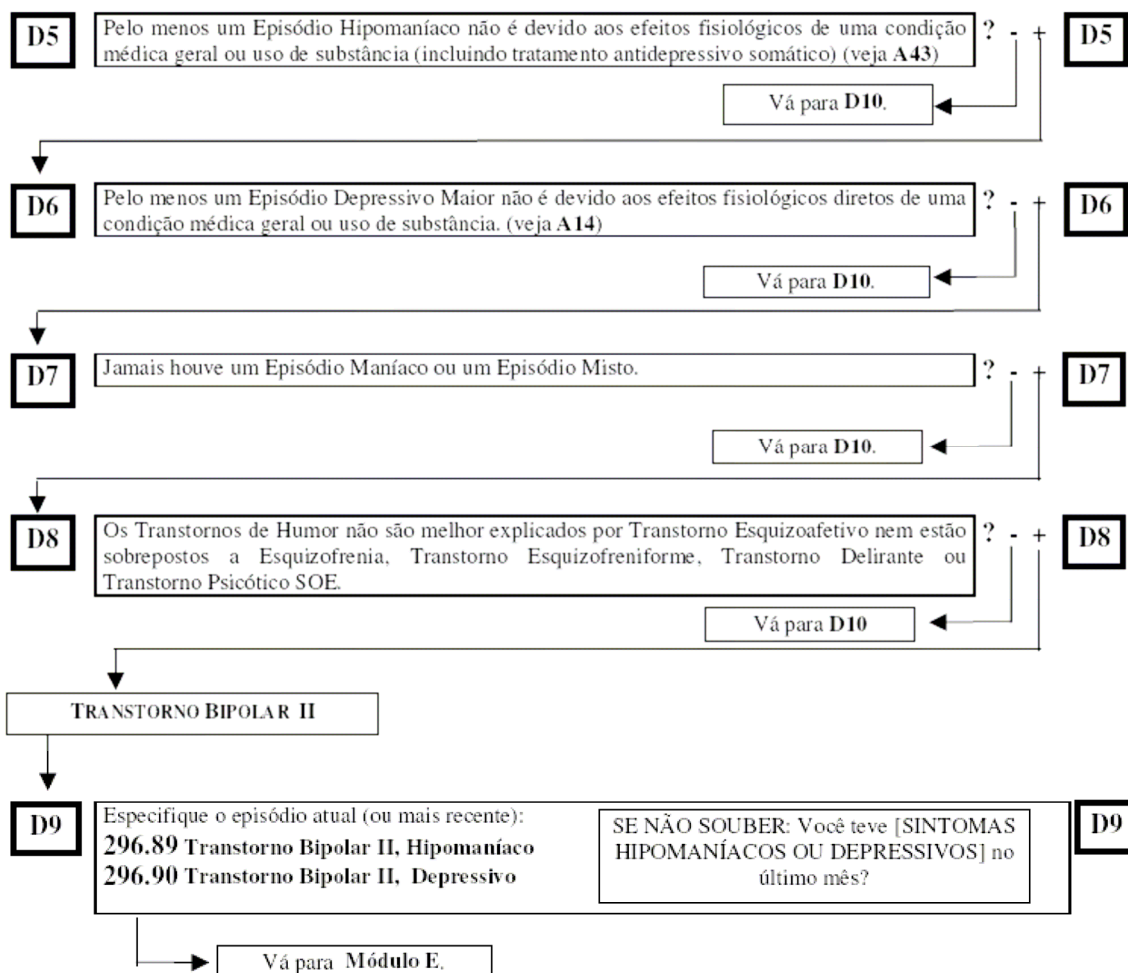 D5
Pelo menos um Episódio Hipomaníaco não é devido aos efeitos fisiológicos de uma condição
médica geral ou uso de substância (incluindo tratamento antidepressivo somático) (veja A43)
? - +
D5
Vá para D10.
D6
Pelo menos um Episódio Depressivo Maior não é devido aos efeitos fisiológicos diretos de uma
condição médica geral ou uso de substância. (veja A14)
? - +
D6
Vá para D10.
D7
Jamais houve um Episódio Maníaco ou um Episódio Misto.
? - +
D7
Vá para D10.
D8
Os Transtornos de Humor não são melhor explicados por Transtorno Esquizoafetivo nem estão
sobrepostos a Esquizofrenia, Transtorno Esquizofreniforme, Transtorno Delirante ou
Transtorno Psicótico SOE.
? - +
D8
Vá para D10
TRANSTORNO BIPOLAR II
D9
Especifique o episódio atual (ou mais recente):
296.89 Transtorno Bipolar II, Hipomaníaco
296.90 Transtorno Bipolar II, Depressivo
SE NÃO SOUBER: Você teve [SINTOMAS
HIPOMANÍACOS OU DEPRESSIVOS] no
último mês?
D9
Vá para Módulo E.